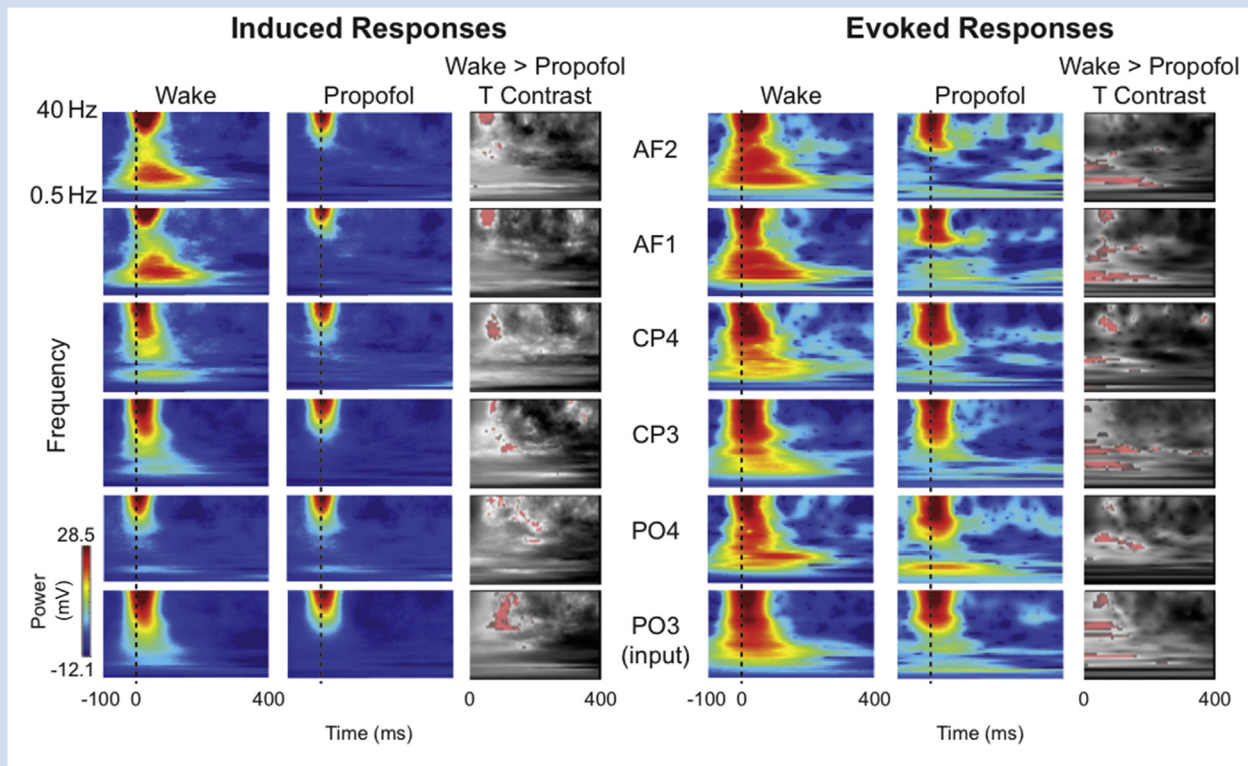 Induced Responses
Evoked Responses
Wake > Propofol
T Contrast
Wake
Propofol
Wake > Propofol
T Contrast
Wake
Propofol
40 Hz
0.5 Hz
AF2
AF1
CP4
CP3
PO4
PO3
(input)
Frequency
28.5
Power
(mV)
-12.1
-100 0 400
0 400
-100 0 400
0 400
Time (ms)
Time (ms)